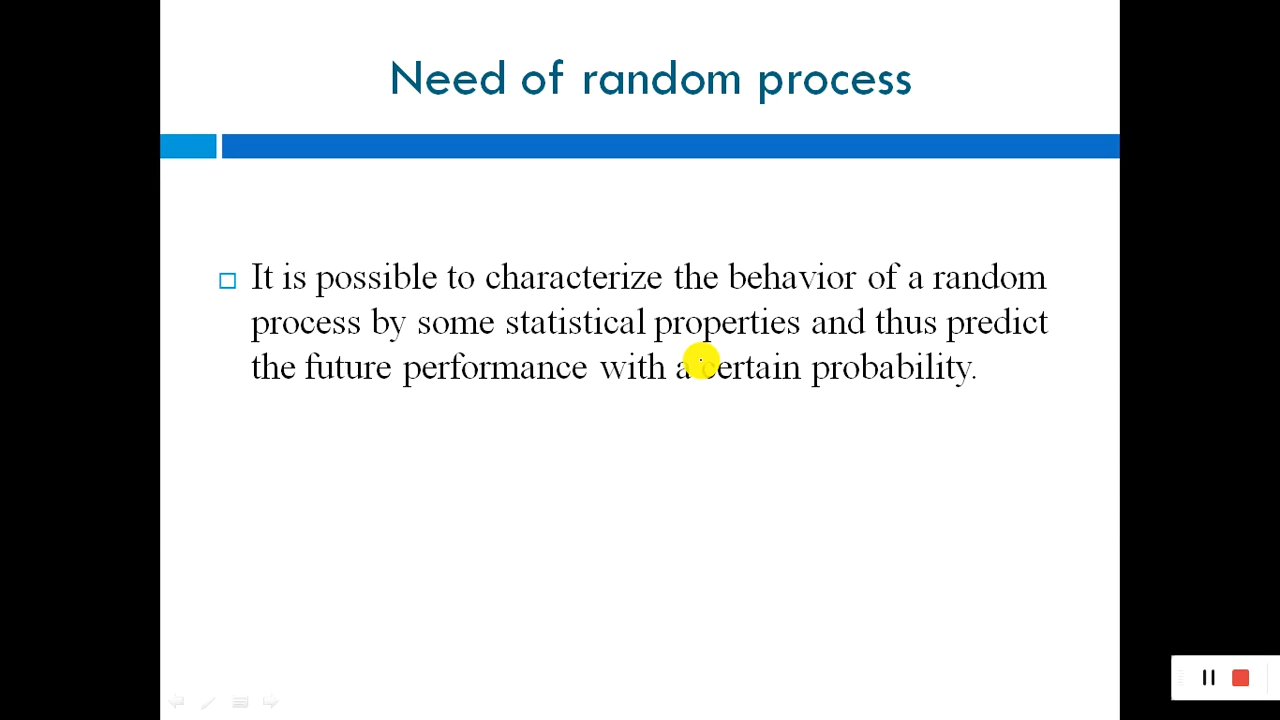 Need of random process
It is possible to characterize the behavior of a random
process by some statistical properties and thus predict
the future performance with a certain probability.